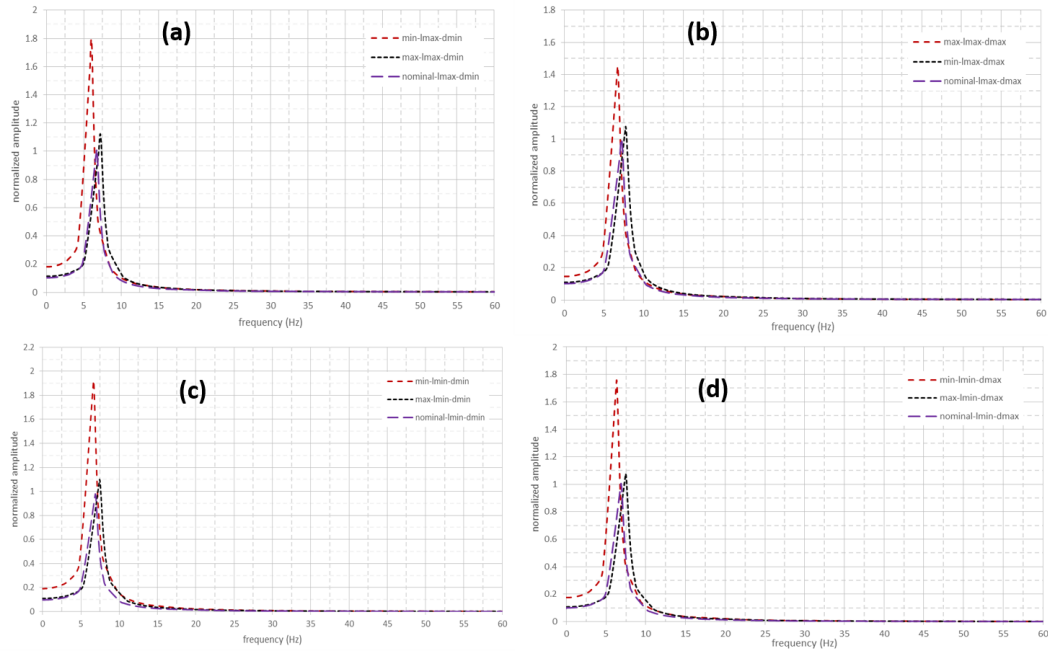 (a)
min-lmax-dmin
max-lmax-dmin
nominal-lmax-dmin
normalized amplitude
2
1.8
1.6
1.4
1.2
1
0.8
0.6
0.4
0.2
0
0 5 10 15 20 25 30 35 40 45 50 55 60
frequency (Hz)
(b)
max-lmax-dmax
min-lmax-dmax
nominal-lmax-dmax
normalized amplitude
1.8
1.6
1.4
1.2
1
0.8
0.6
0.4
0.2
0
0 5 10 15 20 25 30 35 40 45 50 55 60
frequency (Hz)
(c)
min-lmin-dmin
max-lmin-dmin
nominal-lmin-dmin
normalized amplitude
2.2
2
1.8
1.6
1.4
1.2
1
0.8
0.6
0.4
0.2
0
0 5 10 15 20 25 30 35 40 45 50 55 60
frequency (Hz)
(d)
min-lmin-dmax
max-lmin-dmax
nominal-lmin-dmax
normalized amplitude
2
1.8
1.6
1.4
1.2
1
0.8
0.6
0.4
0.2
0
0 5 10 15 20 25 30 35 40 45 50 55 60
frequency (Hz)